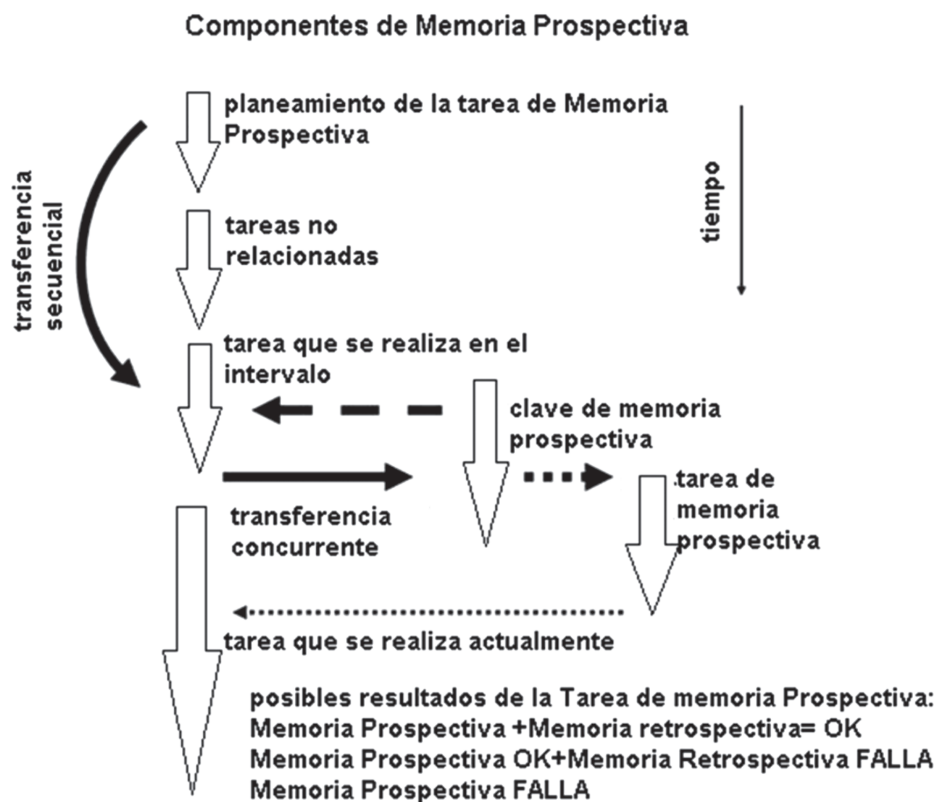 Componentes de Memoria Prospectiva
planeamiento de la tarea de Memoria
Prospectiva
transferencia
secuencial
tiempo
tareas no
relacionadas
tarea que se realiza en el
intervalo
clave de memoria
prospectiva
tarea de
memoria
prospectiva
transferencia
concurrente
tarea que se realiza actualmente
posibles resultados de la Tarea de memoria Prospectiva:
Memoria Prospectiva +Memoria retrospectiva= OK
Memoria Prospectiva OK+Memoria Retrospectiva FALLA
Memoria Prospectiva FALLA